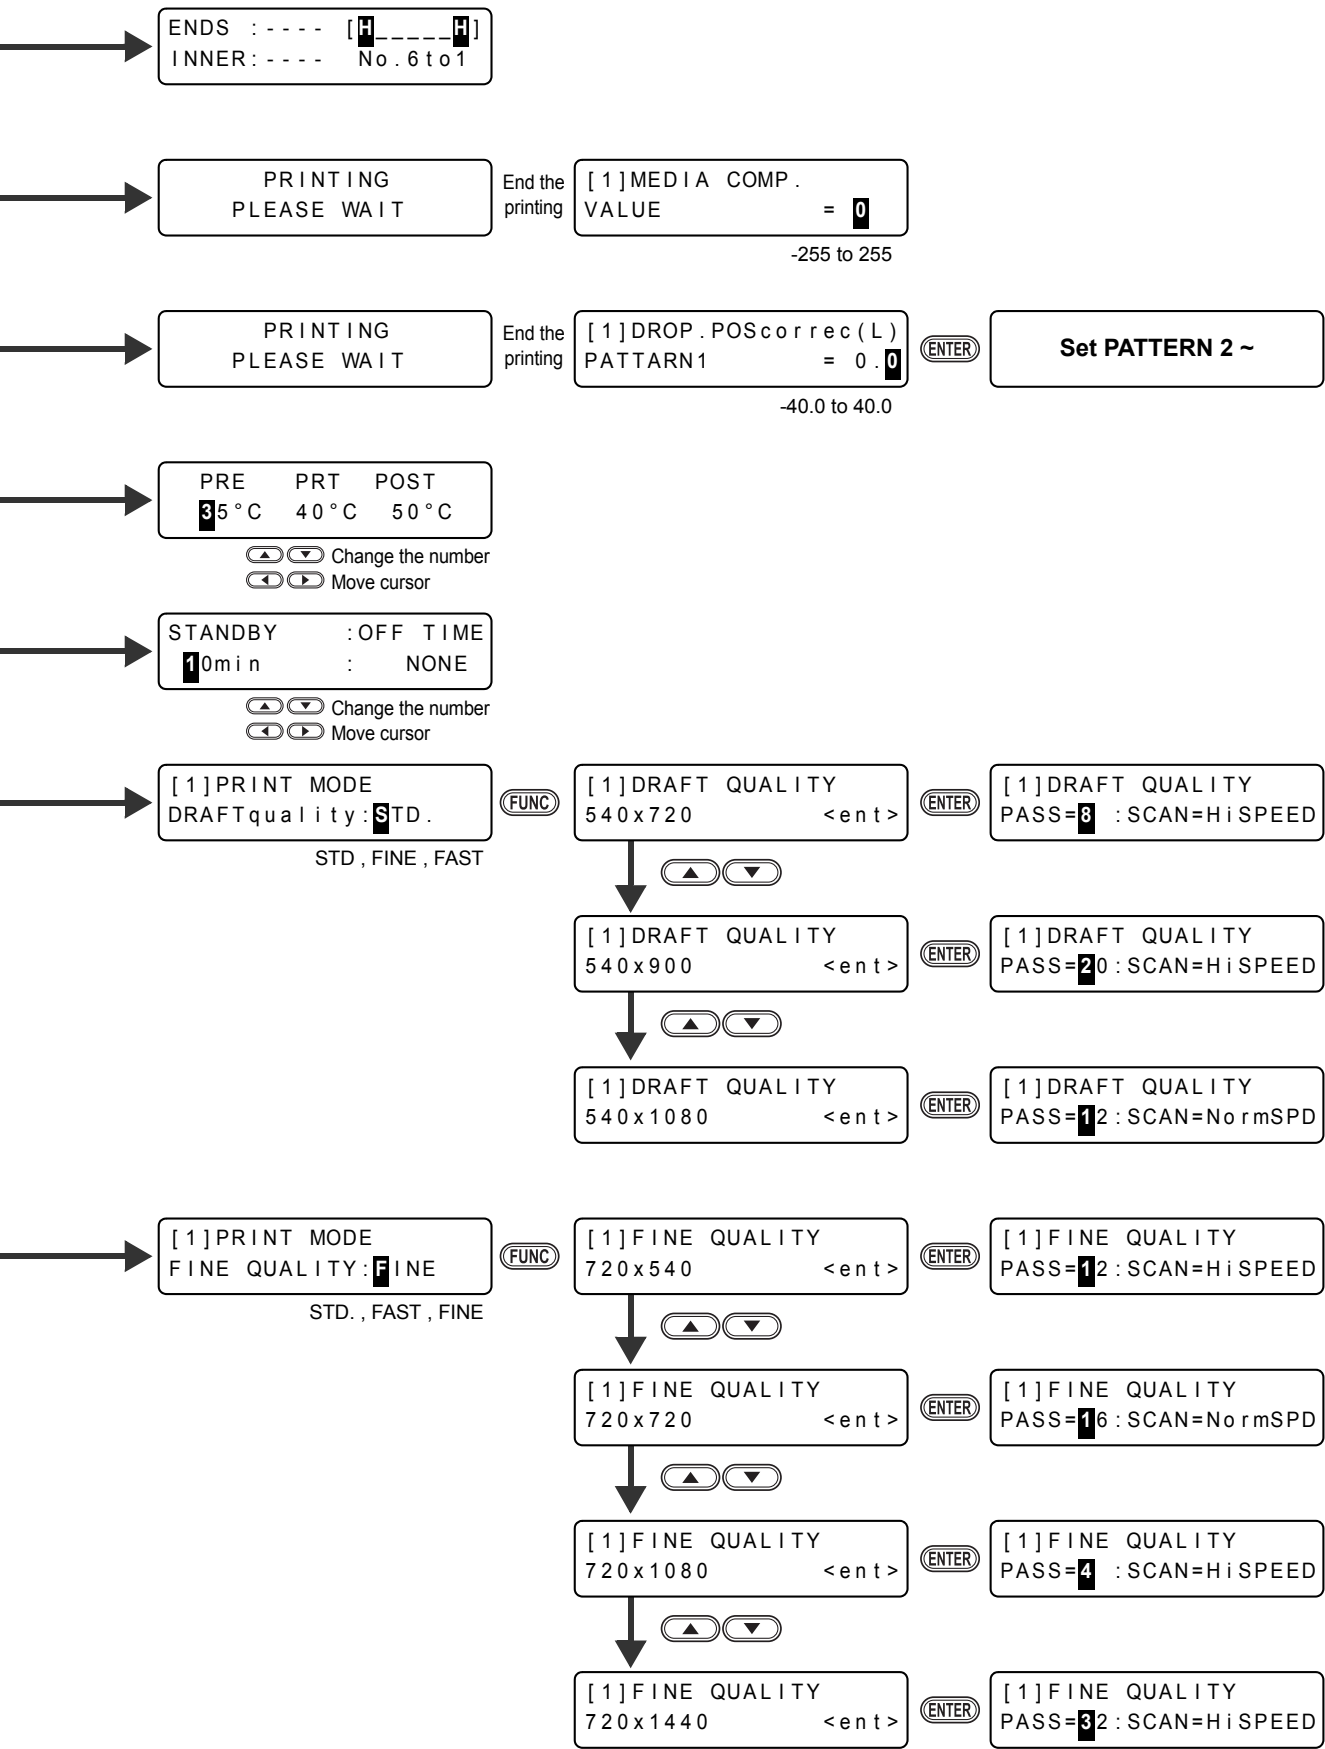 ENDS :---- [H_____H]
INNER:---- No.6to1
PRINTING
PLEASE WAIT
End the
printing
[1]MEDIA COMP.
VALUE = 0
-255 to 255
PRINTING
PLEASE WAIT
End the
printing
[1]DROP.POScorrec(L)
PATTARN1 = 0.0
-40.0 to 40.0
ENTER
Set PATTERN 2 ~
PRE PRT POST
35°C 40°C 50°C
Change the number
Move cursor
STANDBY :OFF TIME
10min : NONE
Change the number
Move cursor
[1]PRINT MODE
DRAFTquality:STD.
STD , FINE , FAST
FUNC
[1]DRAFT QUALITY
540x720 <ent>
ENTER
[1]DRAFT QUALITY
PASS=8 :SCAN=HiSPEED
[1]DRAFT QUALITY
540x900 <ent>
ENTER
[1]DRAFT QUALITY
PASS=20:SCAN=HiSPEED
[1]DRAFT QUALITY
540x1080 <ent>
ENTER
[1]DRAFT QUALITY
PASS=12:SCAN=NormSPD
[1]PRINT MODE
FINE QUALITY:FINE
STD. , FAST , FINE
FUNC
[1]FINE QUALITY
720x540 <ent>
ENTER
[1]FINE QUALITY
PASS=12:SCAN=HiSPEED
[1]FINE QUALITY
720x720 <ent>
ENTER
[1]FINE QUALITY
PASS=16:SCAN=NormSPD
[1]FINE QUALITY
720x1080 <ent>
ENTER
[1]FINE QUALITY
PASS=4 :SCAN=HiSPEED
[1]FINE QUALITY
720x1440 <ent>
ENTER
[1]FINE QUALITY
PASS=32:SCAN=HiSPEED